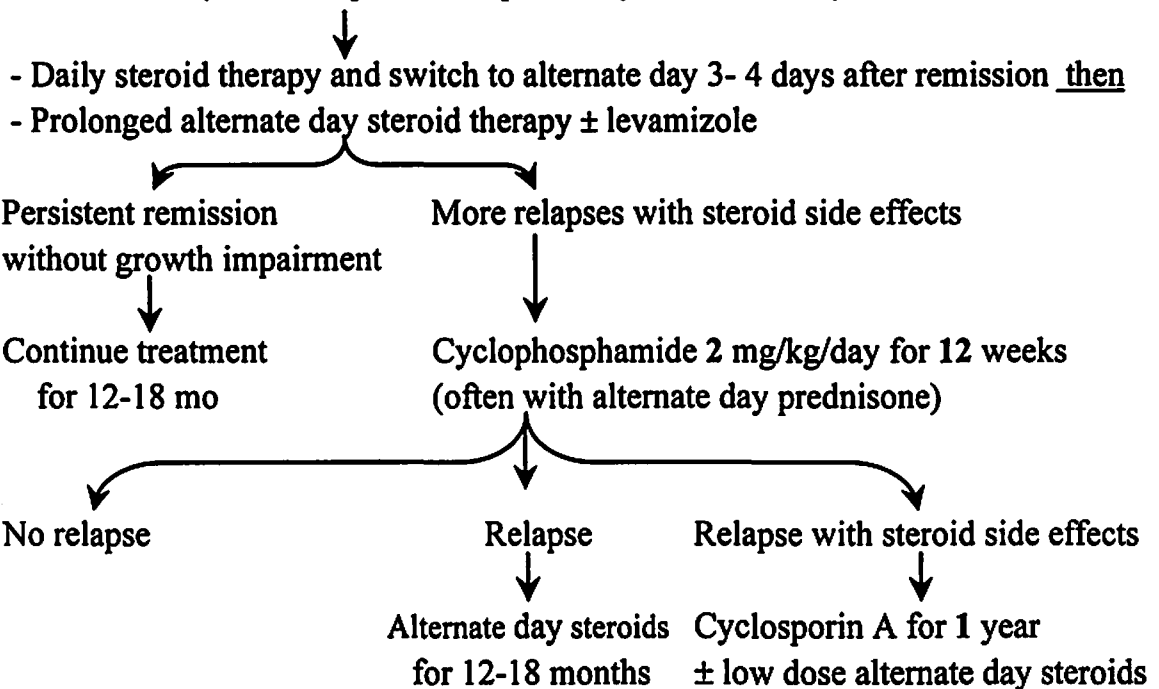 - Daily steroid therapy and switch to alternate day 3- 4 days after remission then
- Prolonged alternate day steroid therapy ± levamizole
Persistent remission
without growth impairment
More relapses with steroid side effects
Continue treatment
for 12-18 mo
Cyclophosphamide 2 mg/kg/day for 12 weeks
(often with alternate day prednisone)
No relapse
Relapse
Relapse with steroid side effects
Alternate day steroids
for 12-18 months
Cyclosporin A for 1 year
± low dose alternate day steroids